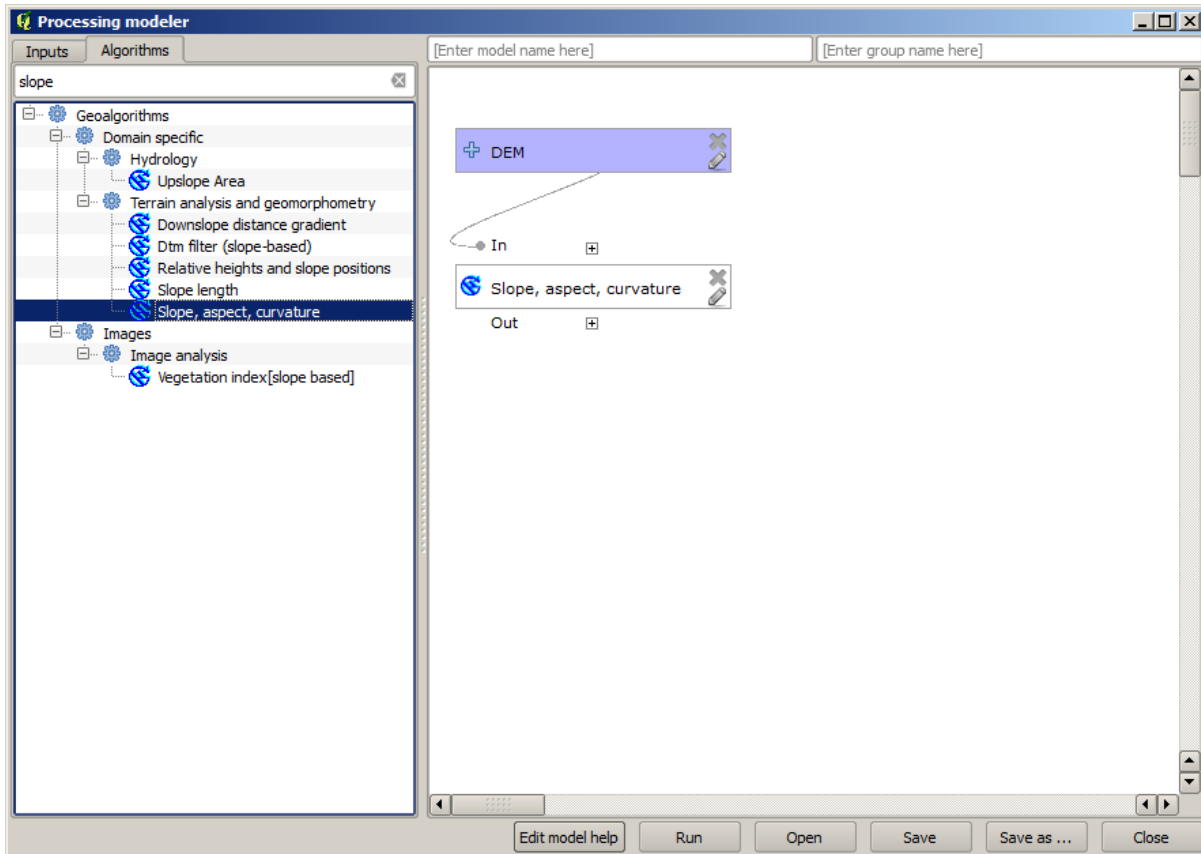 Processing modeler
Inputs Algorithms
[Enter model name here] [Enter group name here]
slope
Geoalgorithms
Domain specific
Hydrology
Upslope Area
Terrain analysis and geomorphometry
Downslope distance gradient
Dtm filter (slope-based)
Relative heights and slope positions
Slope length
Slope, aspect, curvature
Images
Image analysis
Vegetation index[slope based]
DEM
In
Slope, aspect, curvature
Out
Edit model help Run Open Save Save as ... Close